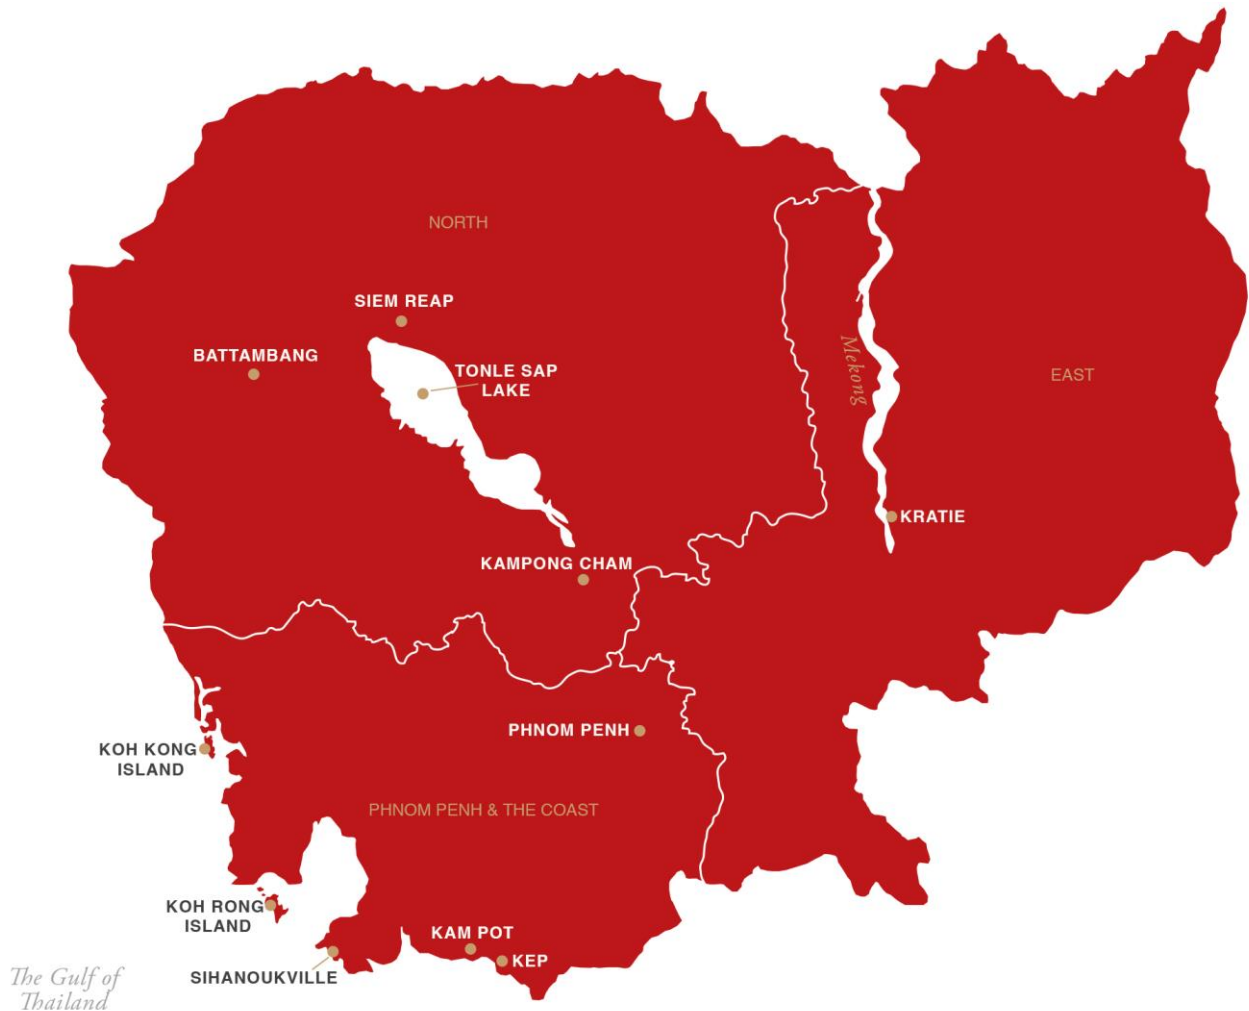 NORTH
SIEM REAP
BATTAMBANG
TONLE SAP
LAKE
Mekong
EAST
KRATIE
KAMPONG CHAM
PHNOM PENH
KOH KONG
ISLAND
PHNOM PENH & THE COAST
KOH RONG
ISLAND
KAM POT
KEP
SIHANOUKVILLE
The Gulf of
Thailand